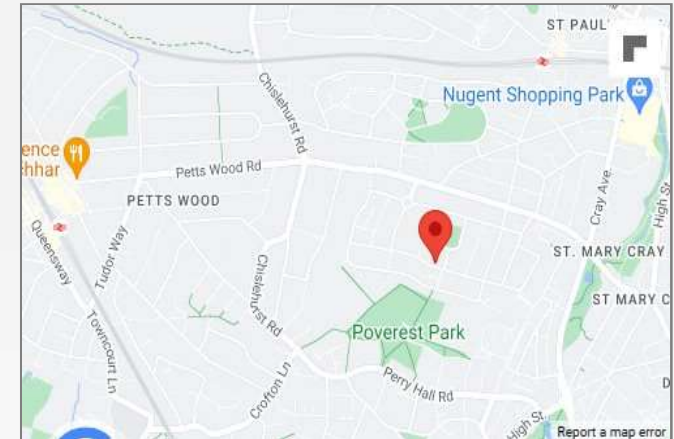 ST PAUL
Nugent Shopping Park
Chislehurst Rd
ence
hhar
Petts Wood Rd
PETTS WOOD
Cray Ave
High St
Queensway
Tudor Way
ST. MARY CRAY
Chislehurst Rd
ST MARY C
Towncourt Ln
Poverest Park
Crofton Ln
Perry Hall Rd
D
High St
Report a map error